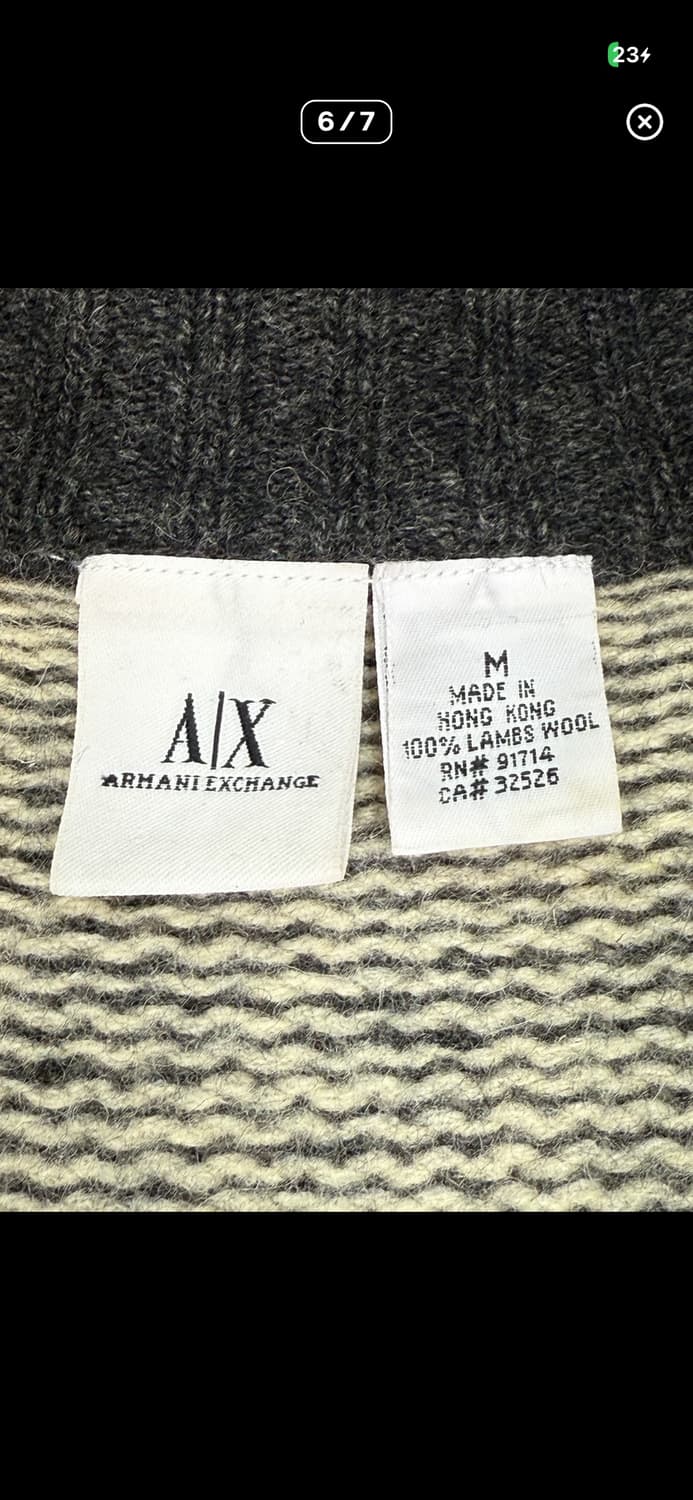 23
6/7
A|X
ARMANI EXCHANGE
M
MADE IN
HONG KONG
100% LAMBS WOOL
RN# 91714
CA# 32526